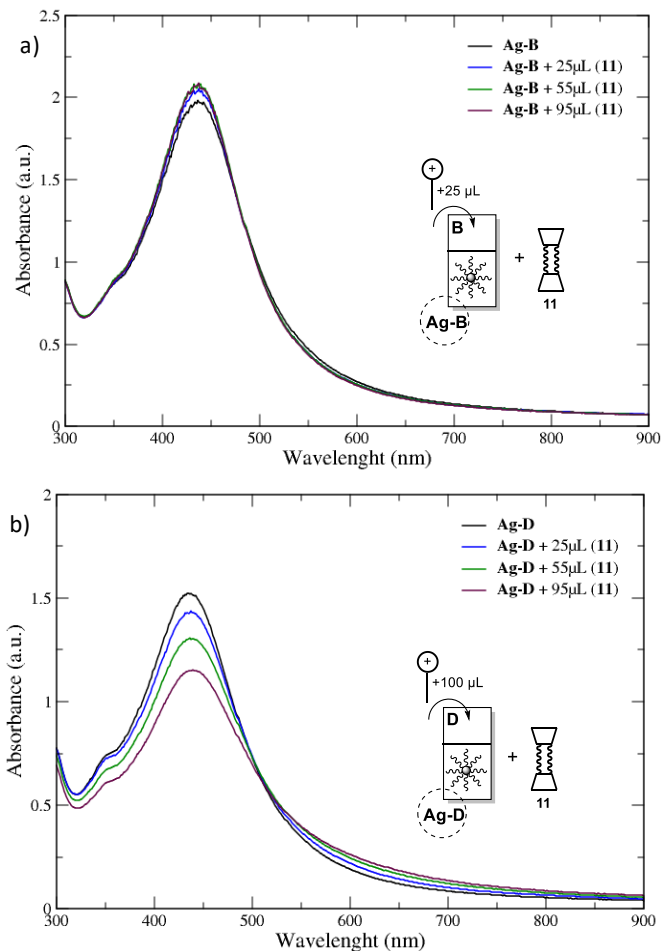 a)
2.5
2
1.5
1
0.5
0
Absorbance (a.u.)
Ag-B
Ag-B + 25µL (11)
Ag-B + 55µL (11)
Ag-B + 95µL (11)
+
+25 µL
B
+
11
Ag-B
300 400 500 600 700 800 900
Wavelenght (nm)
b)
2
1.5
1
0.5
0
Absorbance (a.u.)
Ag-D
Ag-D + 25µL (11)
Ag-D + 55µL (11)
Ag-D + 95µL (11)
+
+100 µL
D
+
11
Ag-D
300 400 500 600 700 800 900
Wavelenght (nm)